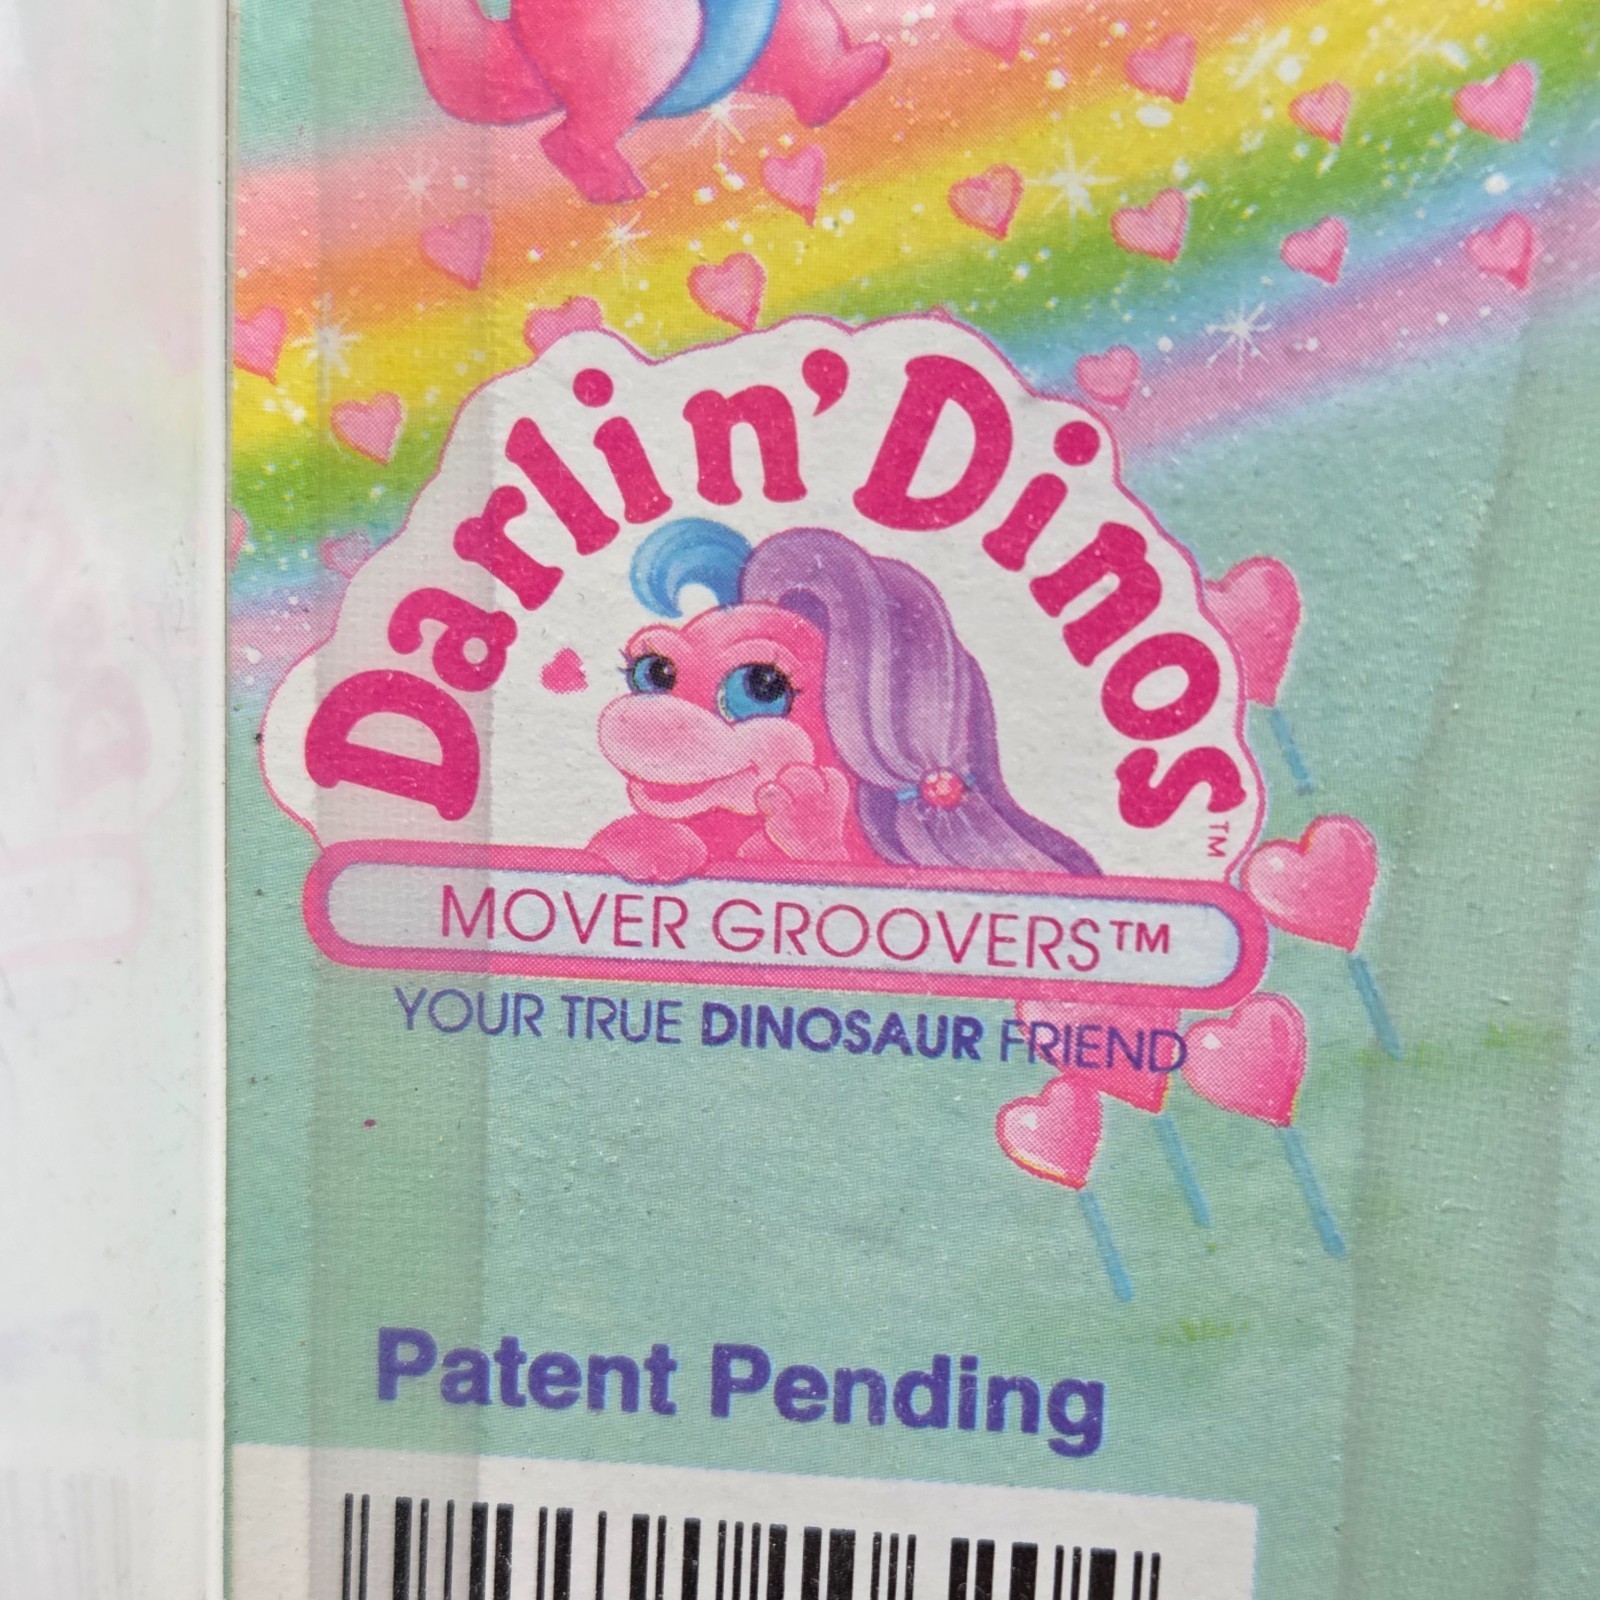 Darlin' Dinos™
MOVER GROOVERS™
YOUR TRUE DINOSAUR FRIEND
Patent Pending